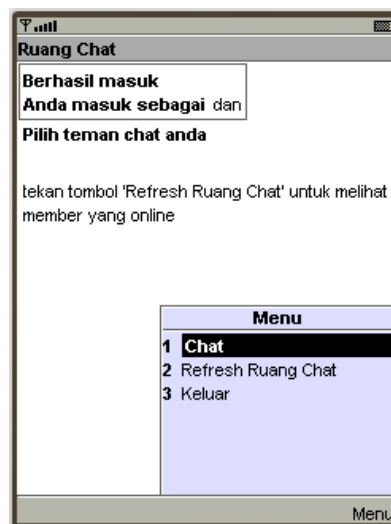 Ruang Chat
Berhasil masuk
Anda masuk sebagai dan
Pilih teman chat anda
tekan tombol 'Refresh Ruang Chat' untuk melihat
member yang online
Menu
1 Chat
2 Refresh Ruang Chat
3 Keluar
Menu